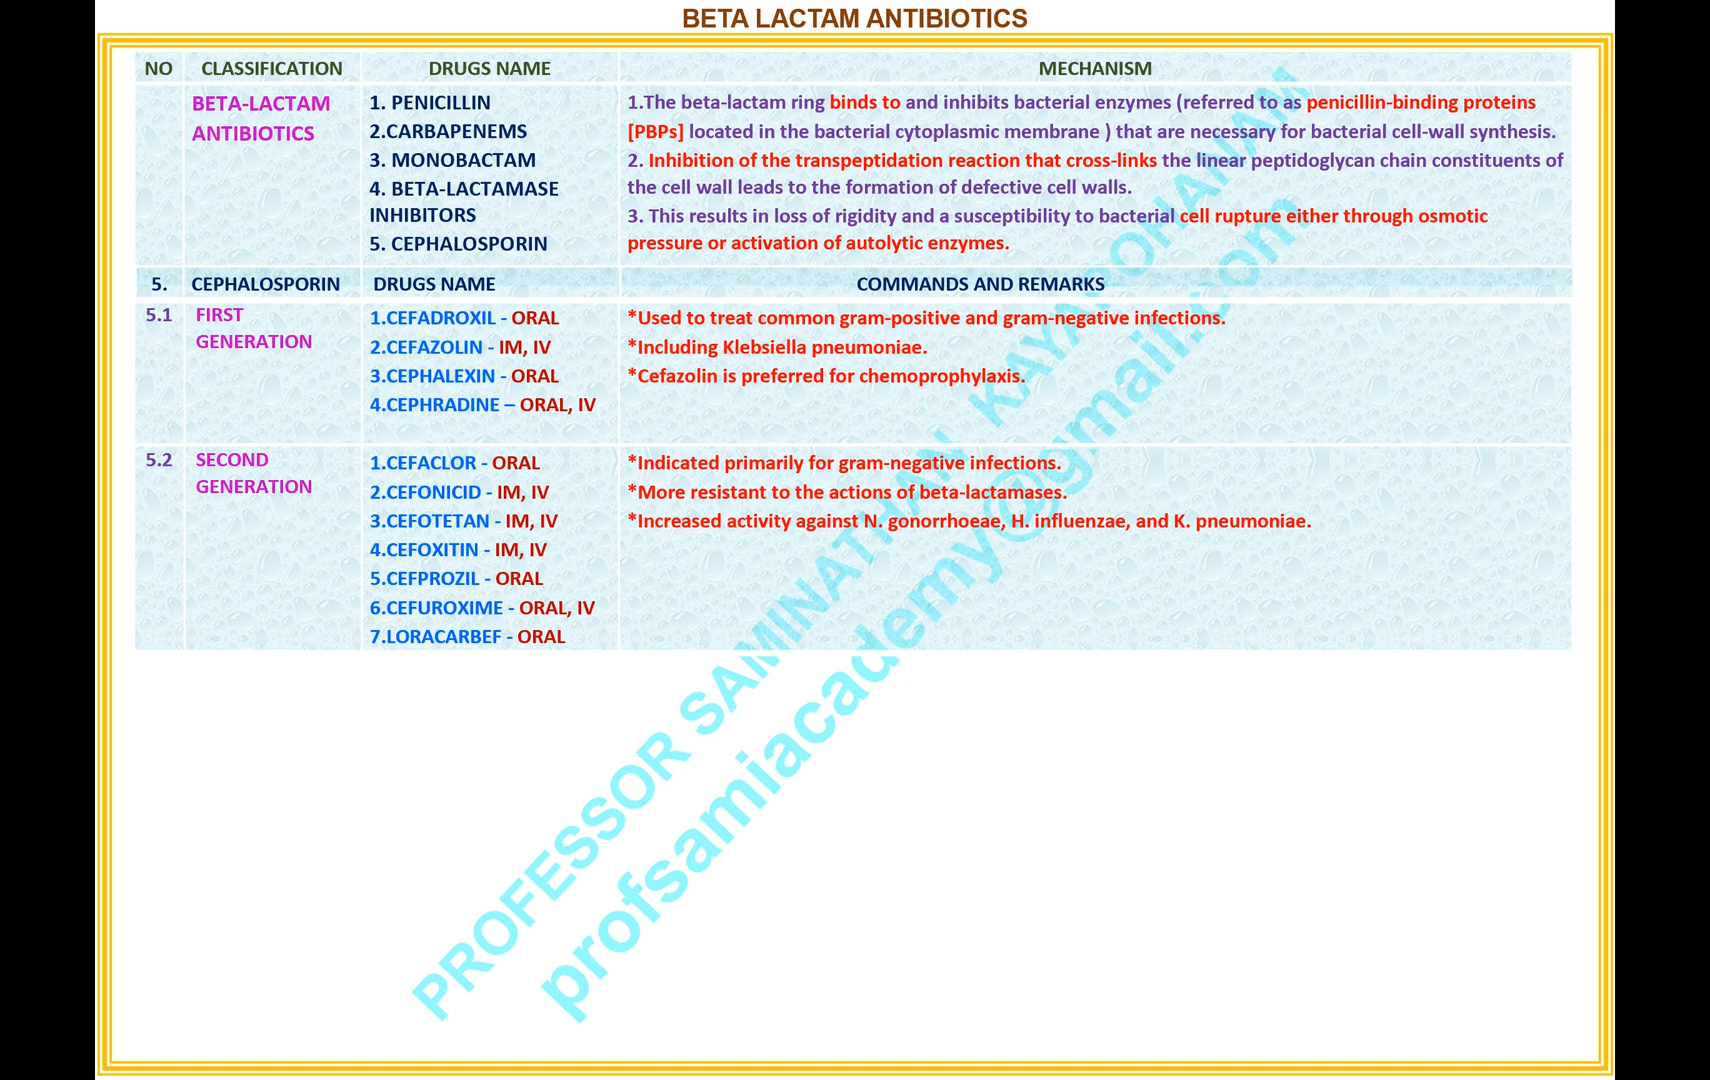 BETA LACTAM ANTIBIOTICS
NO CLASSIFICATION DRUGS NAME MECHANISM
BETA-LACTAM
ANTIBIOTICS
1. PENICILLIN
2.CARBAPENEMS
3. MONOBACTAM
4. BETA-LACTAMASE
INHIBITORS
5. CEPHALOSPORIN
1.The beta-lactam ring binds to and inhibits bacterial enzymes (referred to as penicillin-binding proteins
[PBPs] located in the bacterial cytoplasmic membrane ) that are necessary for bacterial cell-wall synthesis.
2. Inhibition of the transpeptidation reaction that cross-links the linear peptidoglycan chain constituents of
the cell wall leads to the formation of defective cell walls.
3. This results in loss of rigidity and a susceptibility to bacterial cell rupture either through osmotic
pressure or activation of autolytic enzymes.
5. CEPHALOSPORIN DRUGS NAME COMMANDS AND REMARKS
5.1 FIRST
GENERATION
1.CEFADROXIL - ORAL
2.CEFAZOLIN - IM, IV
3.CEPHALEXIN - ORAL
4.CEPHRADINE – ORAL, IV
*Used to treat common gram-positive and gram-negative infections.
*Including Klebsiella pneumoniae.
*Cefazolin is preferred for chemoprophylaxis.
5.2 SECOND
GENERATION
1.CEFACLOR - ORAL
2.CEFONICID - IM, IV
3.CEFOTETAN - IM, IV
4.CEFOXITIN - IM, IV
5.CEFPROZIL - ORAL
6.CEFUROXIME - ORAL, IV
7.LORACARBEF - ORAL
*Indicated primarily for gram-negative infections.
*More resistant to the actions of beta-lactamases.
*Increased activity against N. gonorrhoeae, H. influenzae, and K. pneumoniae.
PROFESSOR SAMINATHAN KAYAROHANAM
profsamiacademy@gmail.com